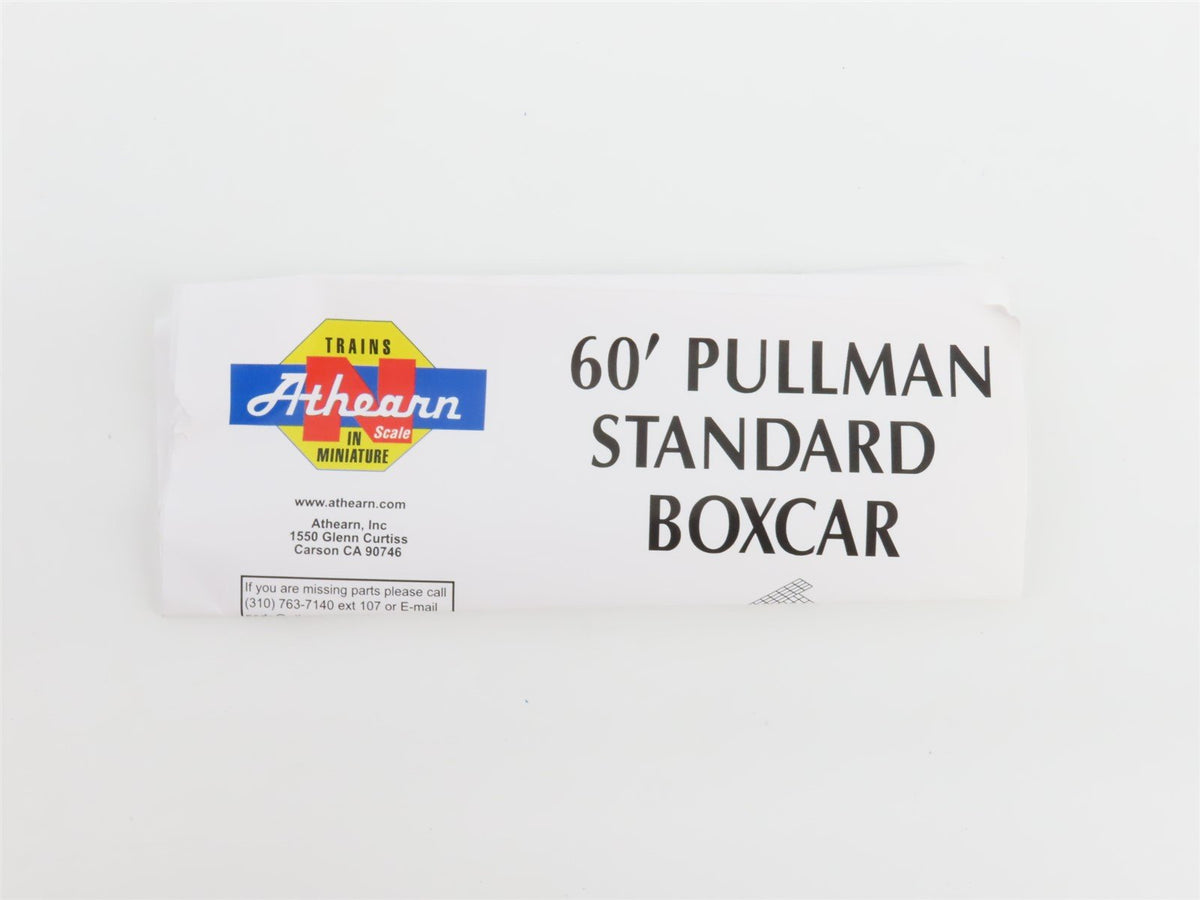 TRAINS
N
Athearn
Scale
IN
MINIATURE
www.athearn.com
Athearn, Inc
1550 Glenn Curtiss
Carson CA 90746
If you are missing parts please call
(310) 763-7140 ext 107 or E-mail
60' PULLMAN
STANDARD
BOXCAR